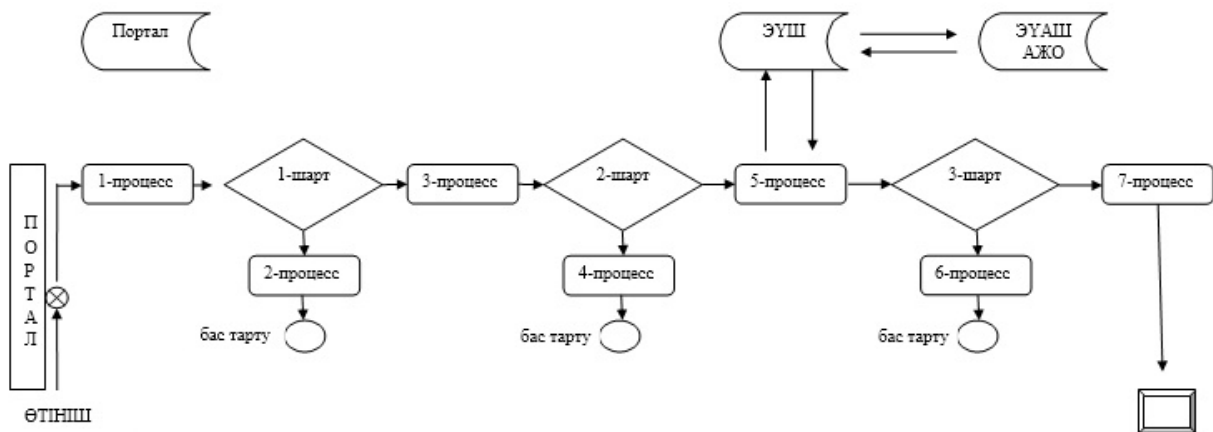 Портал
ЭҮШ
ЭҮАШ
АЖО
ПОРТАЛ
1-процесс
1-шарт
3-процесс
2-шарт
5-процесс
3-шарт
7-процесс
2-процесс
4-процесс
6-процесс
бас тарту
бас тарту
бас тарту
ӨТІНІШ